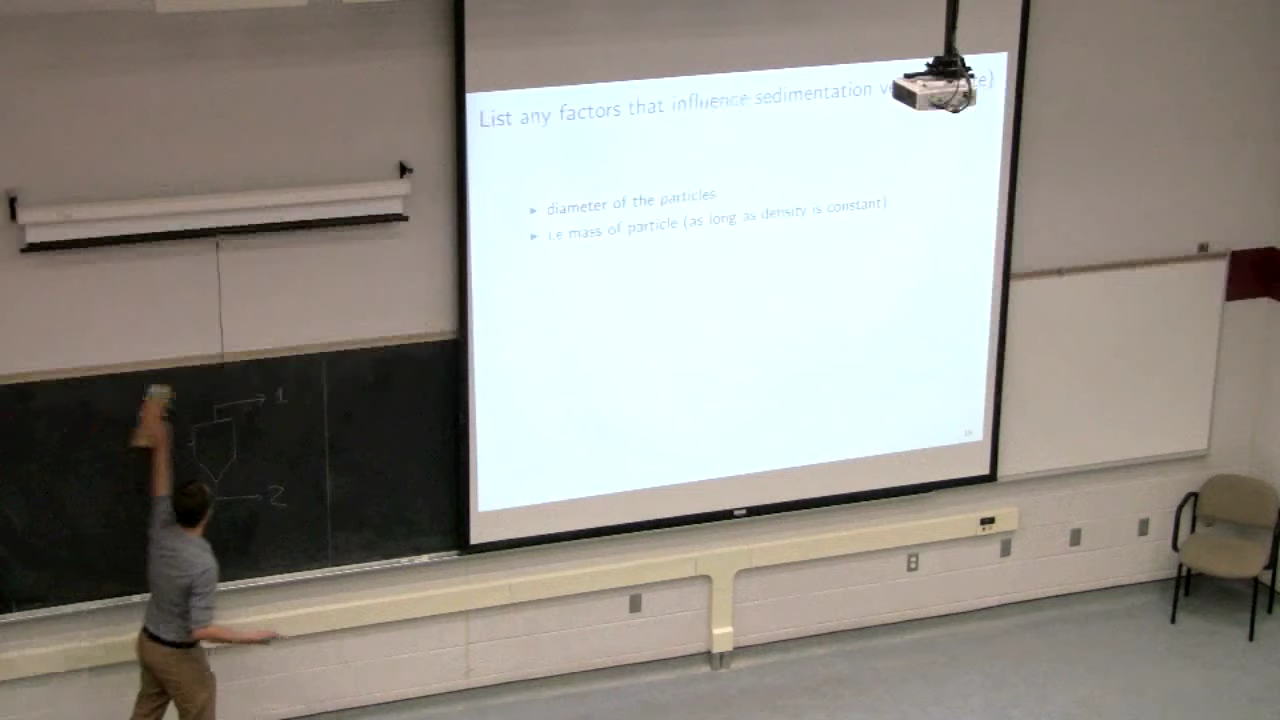 List any factors that influence sedimentation
▸ diameter of the particles
▸ i.e mass of particle (as long as density is constant)
1
2